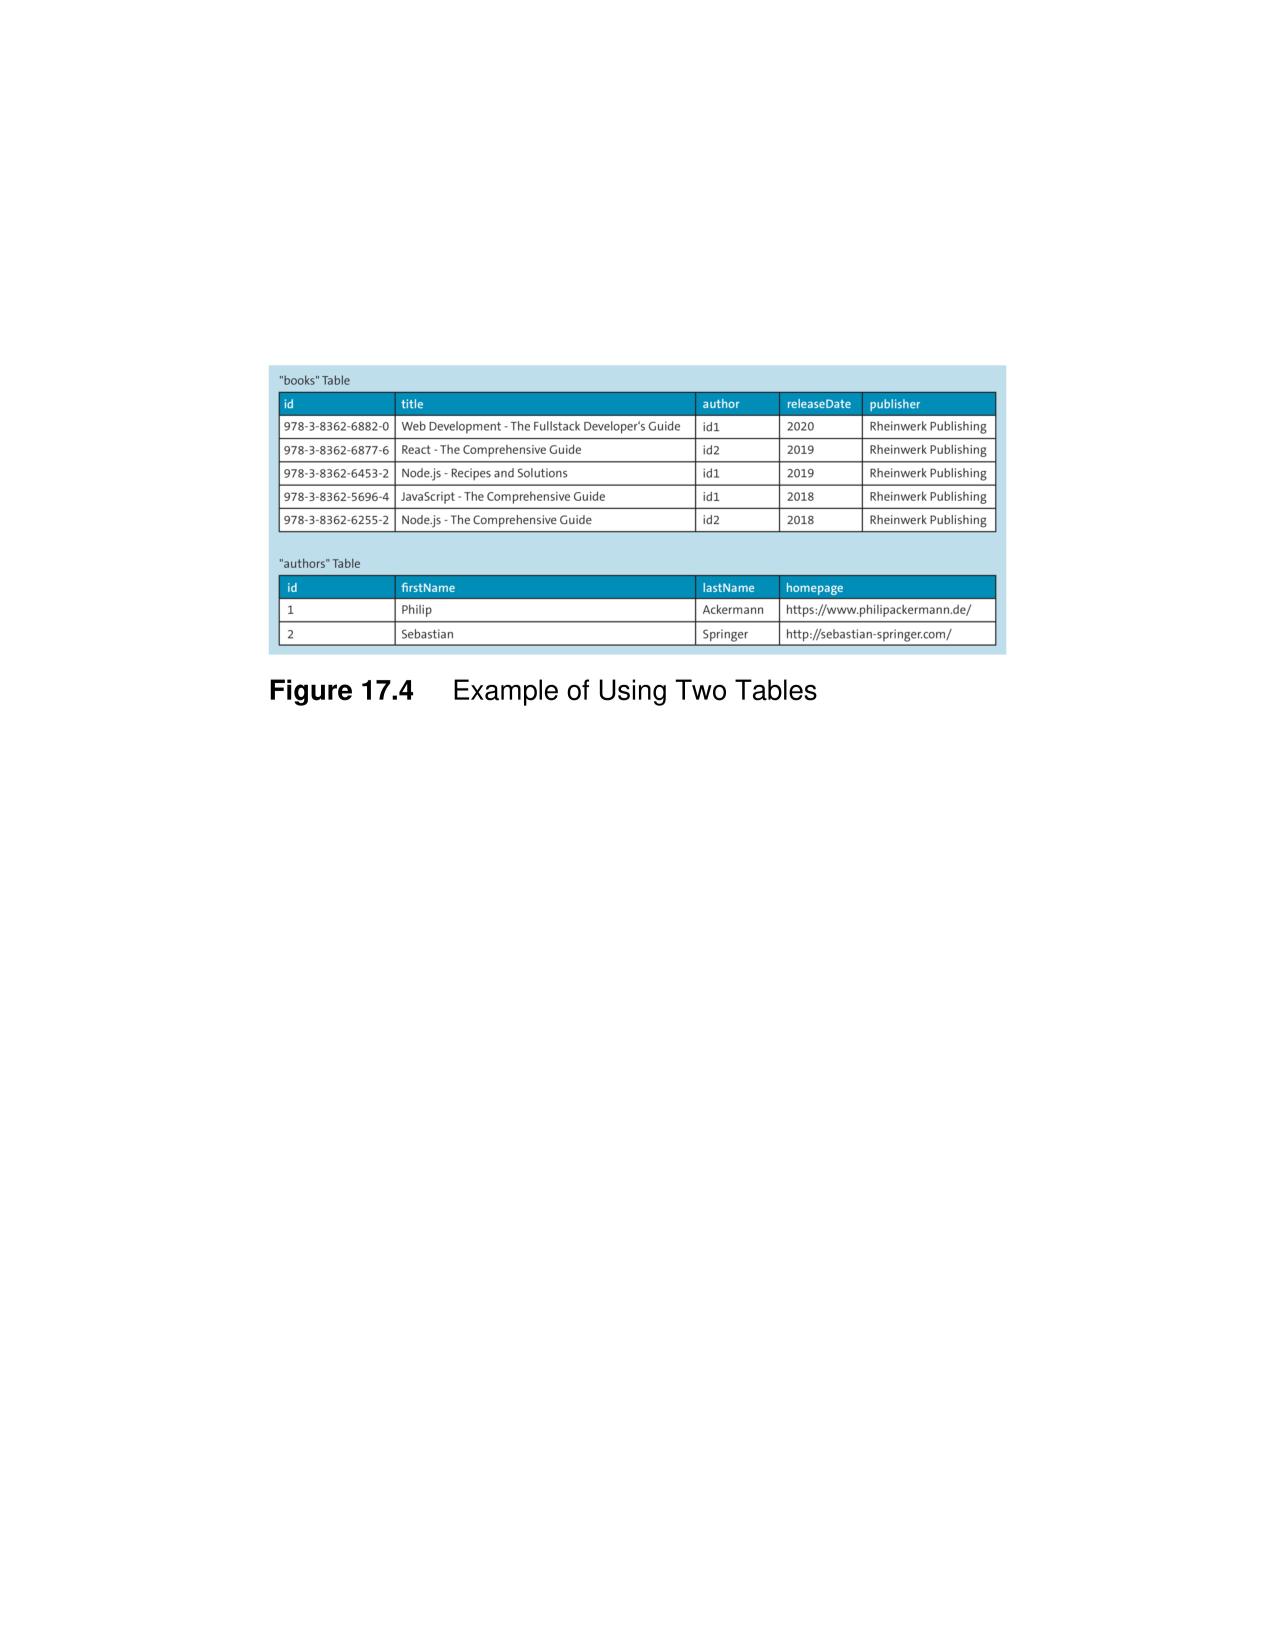 "books" Table
id title author releaseDate publisher
978-3-8362-6882-0 Web Development - The Fullstack Developer's Guide id1 2020 Rheinwerk Publishing
978-3-8362-6877-6 React - The Comprehensive Guide id2 2019 Rheinwerk Publishing
978-3-8362-6453-2 Node.js - Recipes and Solutions id1 2019 Rheinwerk Publishing
978-3-8362-5696-4 JavaScript - The Comprehensive Guide id1 2018 Rheinwerk Publishing
978-3-8362-6255-2 Node.js - The Comprehensive Guide id2 2018 Rheinwerk Publishing
"authors" Table
id firstName lastName homepage
1 Philip Ackermann https://www.philipackermann.de/
2 Sebastian Springer http://sebastian-springer.com/
Figure 17.4 Example of Using Two Tables